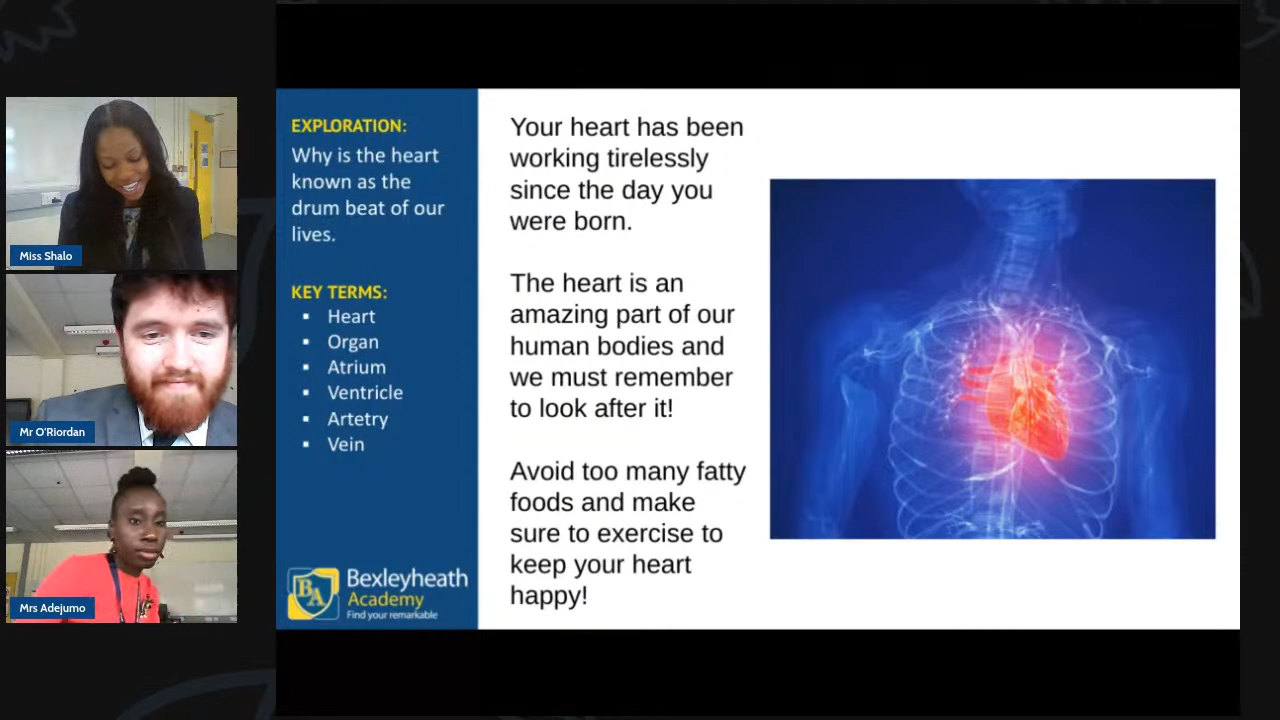 Miss Shalo
Mr O'Riordan
Mrs Adejumo
EXPLORATION:
Why is the heart
known as the
drum beat of our
lives.
KEY TERMS:
▪ Heart
▪ Organ
▪ Atrium
▪ Ventricle
▪ Artetry
▪ Vein
BA
Bexleyheath
Academy
Find your remarkable
Your heart has been
working tirelessly
since the day you
were born.
The heart is an
amazing part of our
human bodies and
we must remember
to look after it!
Avoid too many fatty
foods and make
sure to exercise to
keep your heart
happy!